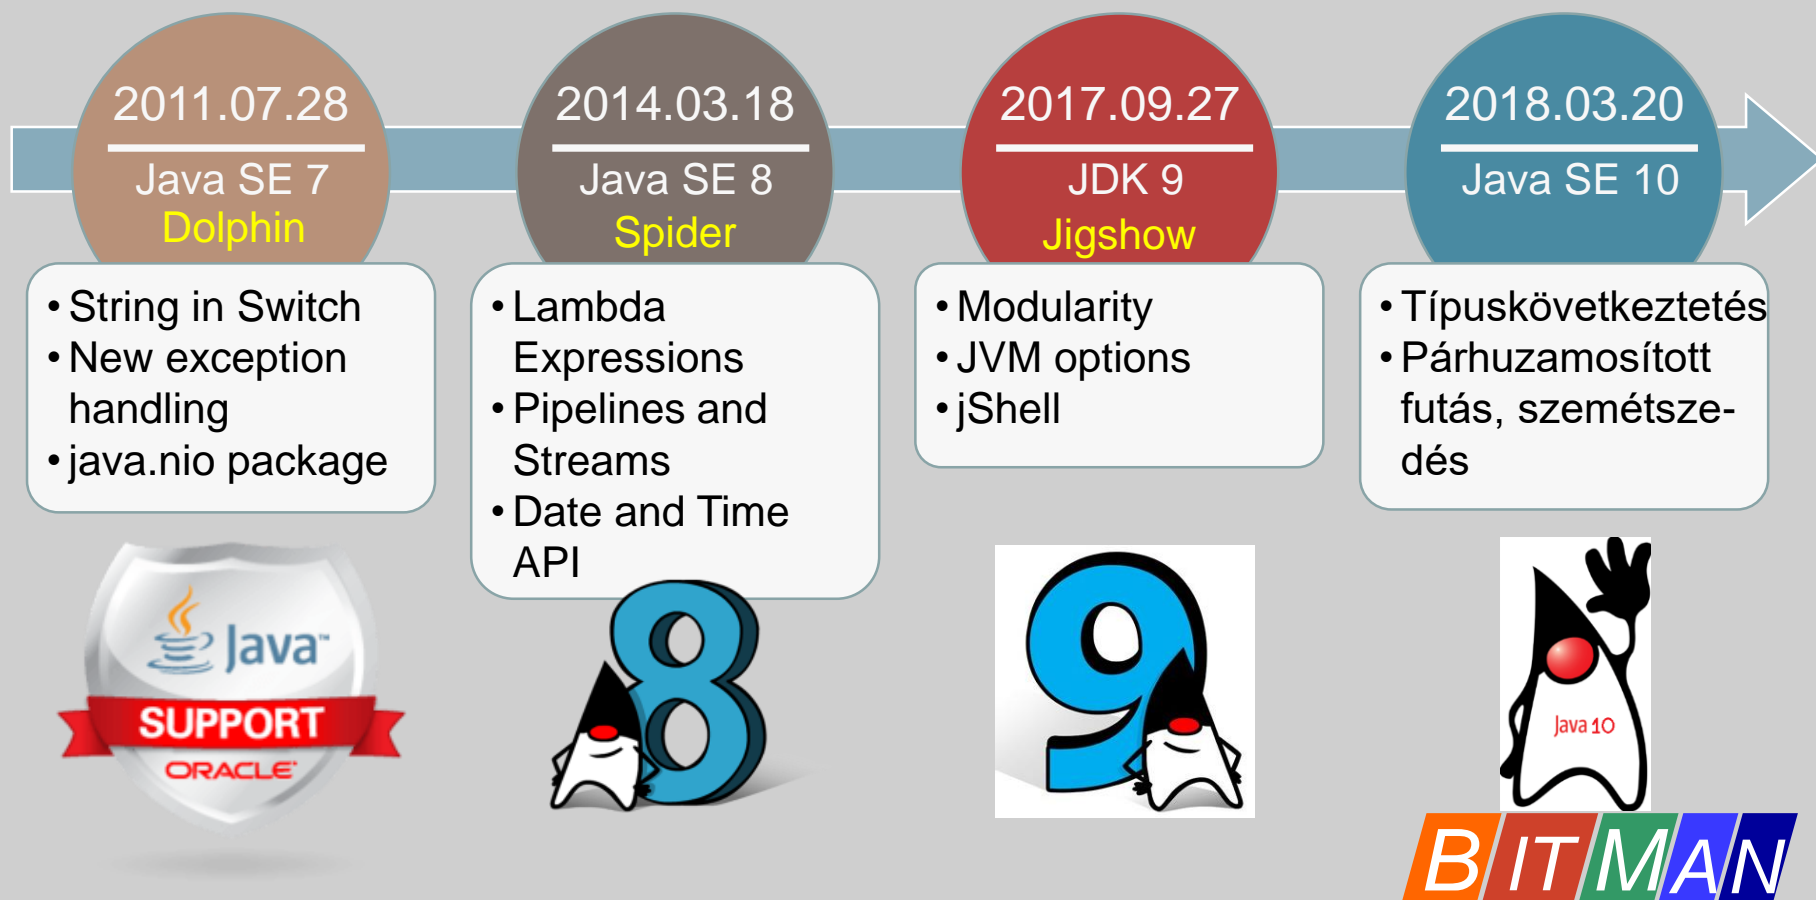 2011.07.28
Java SE 7
Dolphin
• String in Switch
• New exception
handling
• java.nio package
Java™
SUPPORT
ORACLE
2014.03.18
Java SE 8
Spider
• Lambda
Expressions
• Pipelines and
Streams
• Date and Time
API
8
2017.09.27
JDK 9
Jigshow
• Modularity
• JVM options
• jShell
9
2018.03.20
Java SE 10
• Típuskövetkeztetés
• Párhuzamosított
futás, szemétsze-
dés
Java 10
BITMAN